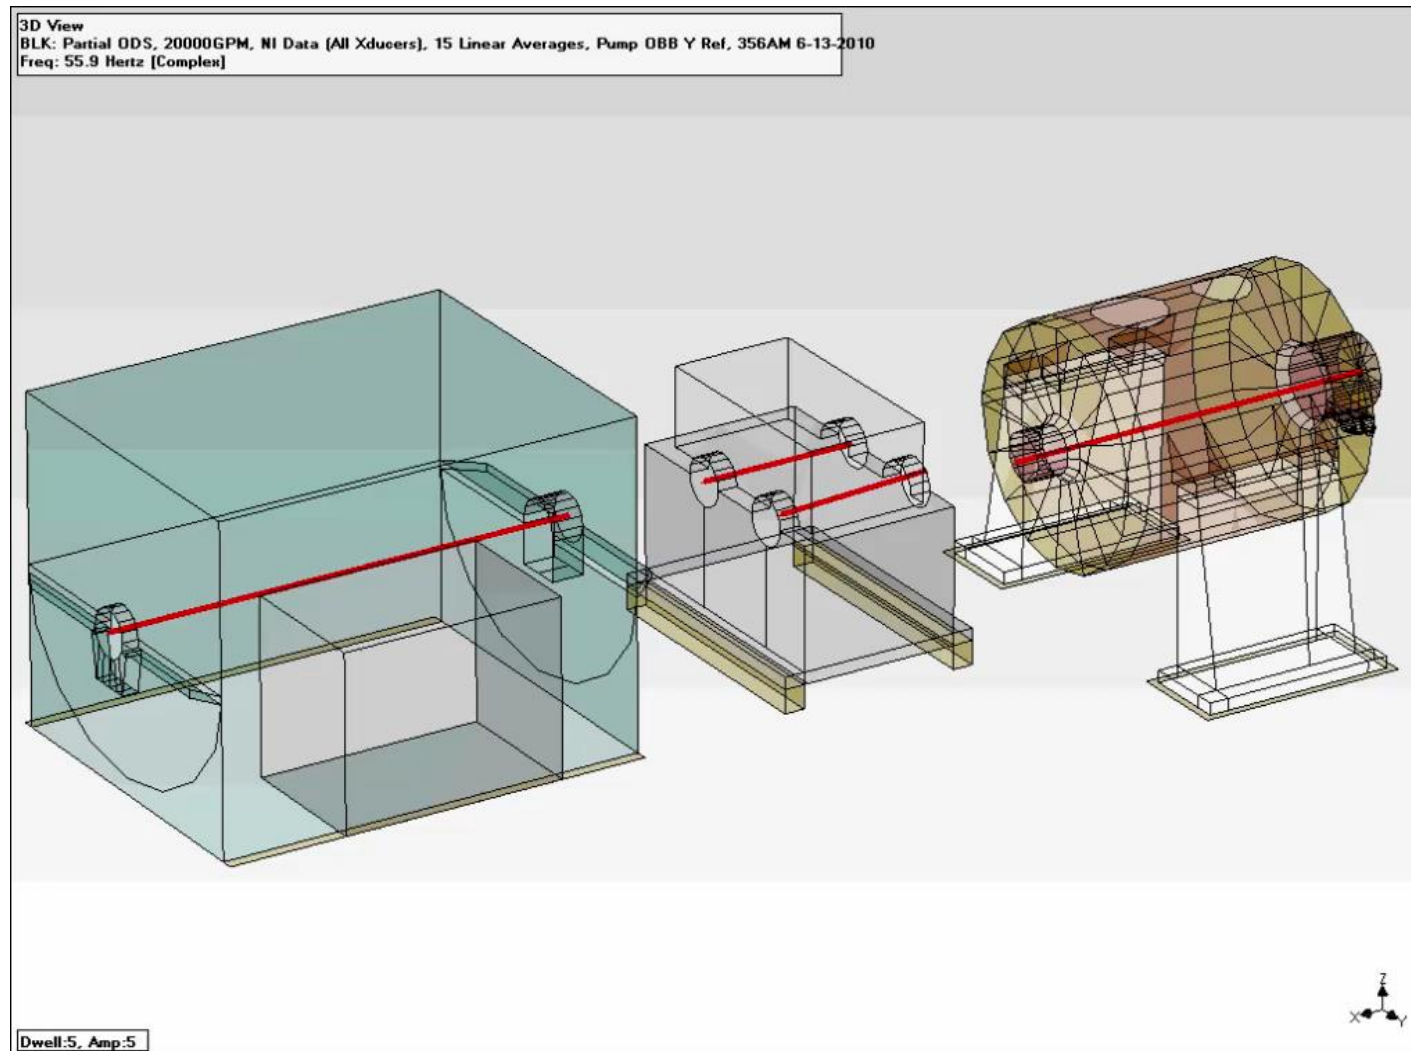 3D View
BLK: Partial ODS, 20000GPM, NI Data (All Xducers), 15 Linear Averages, Pump OBB Y Ref, 356AM 6-13-2010
Freq: 55.9 Hertz [Complex]
Z
X
Y
Dwell:5, Amp:5